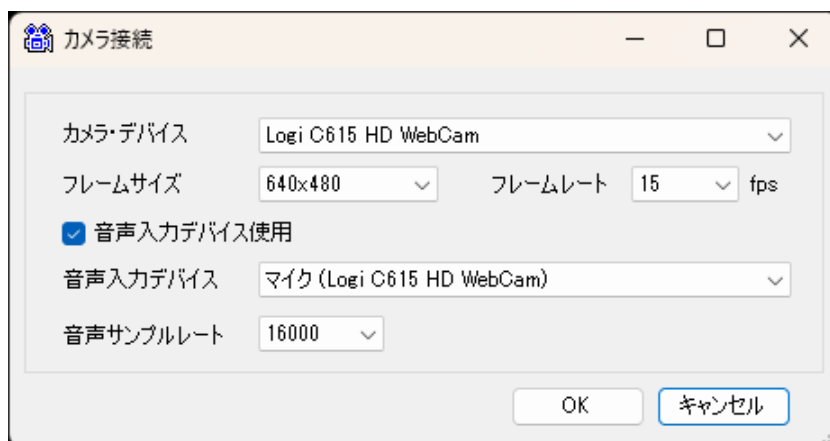 カメラ接続
カメラ・デバイス Logi C615 HD WebCam
フレームサイズ 640x480 フレームレート 15 fps
音声入力デバイス使用
音声入力デバイス マイク (Logi C615 HD WebCam)
音声サンプルレート 16000
OK キャンセル